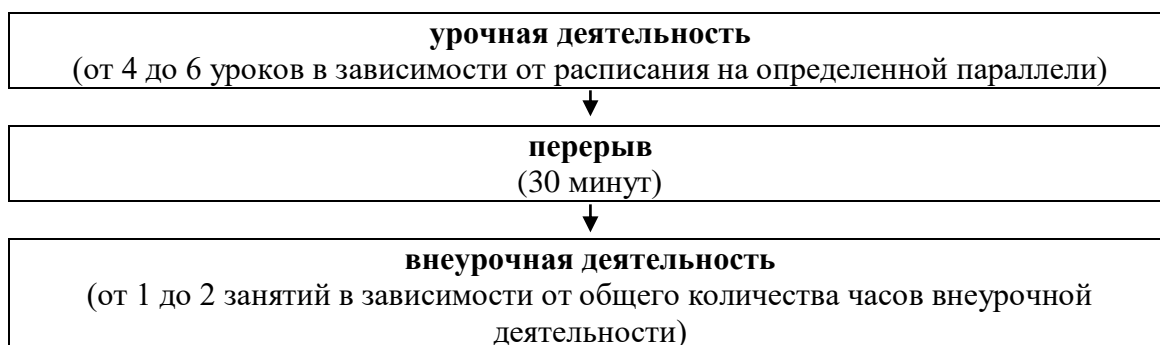 урочная деятельность
(от 4 до 6 уроков в зависимости от расписания на определенной параллели)
перерыв
(30 минут)
внеурочная деятельность
(от 1 до 2 занятий в зависимости от общего количества часов внеурочной
деятельности)